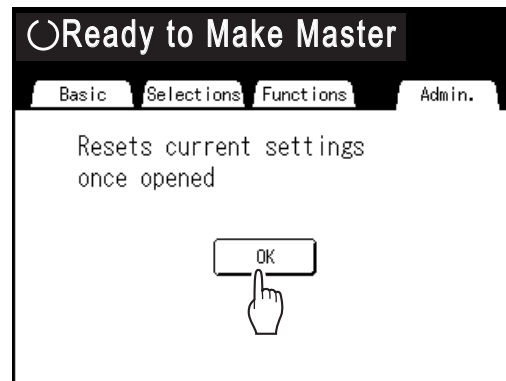 Ready to Make Master
Basic Selections Functions Admin.
Resets current settings
once opened
OK